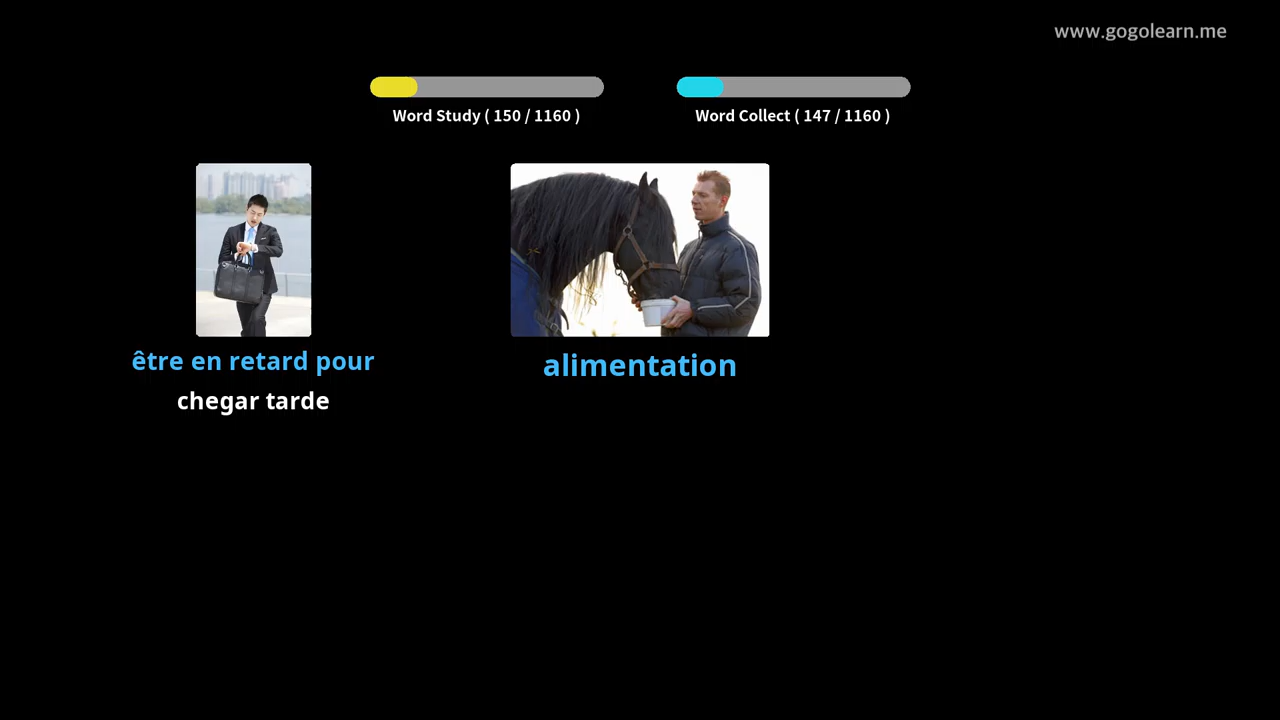 www.gogolearn.me
Word Study ( 150 / 1160 )
Word Collect ( 147 / 1160 )
être en retard pour
chegar tarde
alimentation